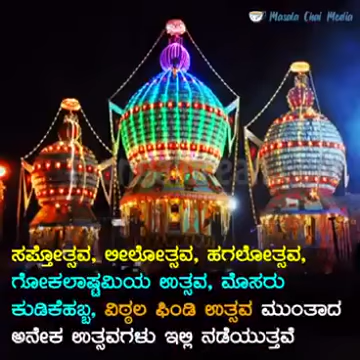 Masala Chai Media
ಸಪ್ತೋತ್ಸವ, ಲೀಲೋತ್ಸವ, ಹಗಲೋತ್ಸವ,
ಗೋಕಲಾಷ್ಟಮಿಯ ಉತ್ಸವ, ಮೊಸರು
ಕುಡಿಕೆಹಬ್ಬ, ವಿಠ್ಠಲ ಘಿಂಡಿ ಉತ್ಸವ ಮುಂತಾದ
ಅನೇಕ ಉತ್ಸವಗಳು ಇಲ್ಲಿ ನಡೆಯುತ್ತವೆ